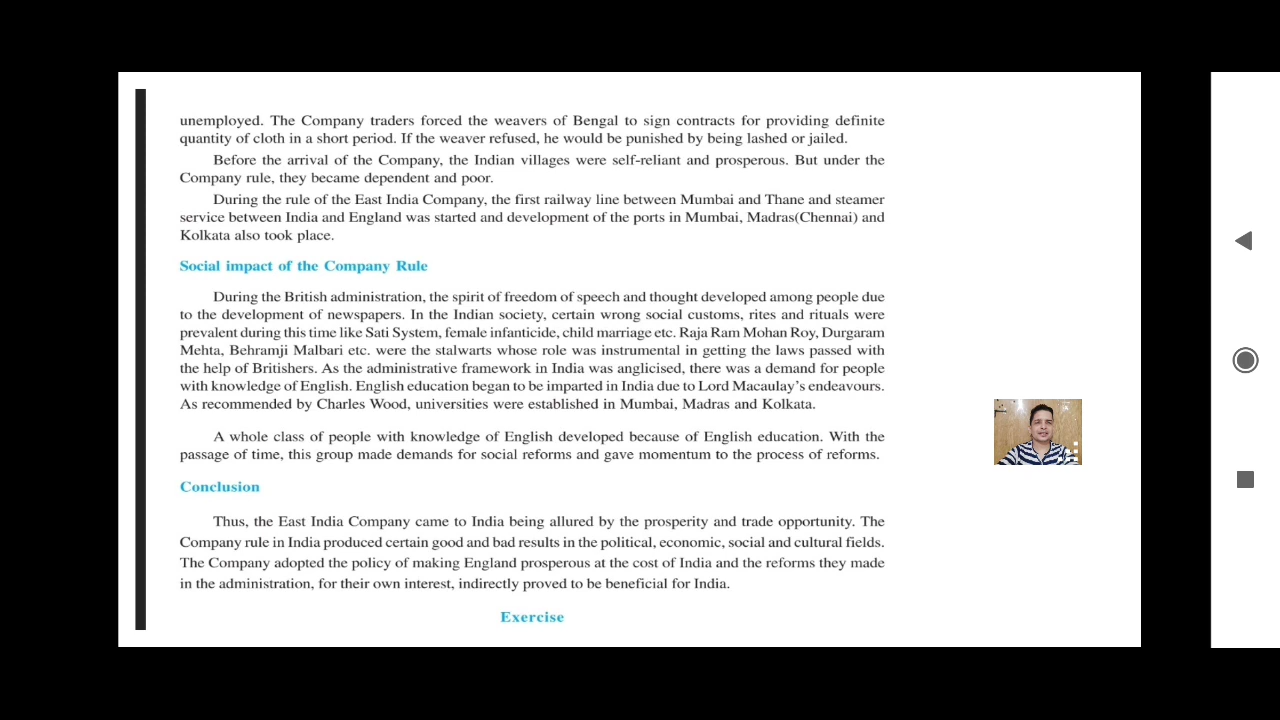 unemployed. The Company traders forced the weavers of Bengal to sign contracts for providing definite
quantity of cloth in a short period. If the weaver refused, he would be punished by being lashed or jailed.
Before the arrival of the Company, the Indian villages were self-reliant and prosperous. But under the
Company rule, they became dependent and poor.
During the rule of the East India Company, the first railway line between Mumbai and Thane and steamer
service between India and England was started and development of the ports in Mumbai, Madras(Chennai) and
Kolkata also took place.
Social impact of the Company Rule
During the British administration, the spirit of freedom of speech and thought developed among people due
to the development of newspapers. In the Indian society, certain wrong social customs, rites and rituals were
prevalent during this time like Sati System, female infanticide, child marriage etc. Raja Ram Mohan Roy, Durgaram
Mehta, Behramji Malbari etc. were the stalwarts whose role was instrumental in getting the laws passed with
the help of Britishers. As the administrative framework in India was anglicised, there was a demand for people
with knowledge of English. English education began to be imparted in India due to Lord Macaulay's endeavours.
As recommended by Charles Wood, universities were established in Mumbai, Madras and Kolkata.
A whole class of people with knowledge of English developed because of English education. With the
passage of time, this group made demands for social reforms and gave momentum to the process of reforms.
Conclusion
Thus, the East India Company came to India being allured by the prosperity and trade opportunity. The
Company rule in India produced certain good and bad results in the political, economic, social and cultural fields.
The Company adopted the policy of making England prosperous at the cost of India and the reforms they made
in the administration, for their own interest, indirectly proved to be beneficial for India.
Exercise